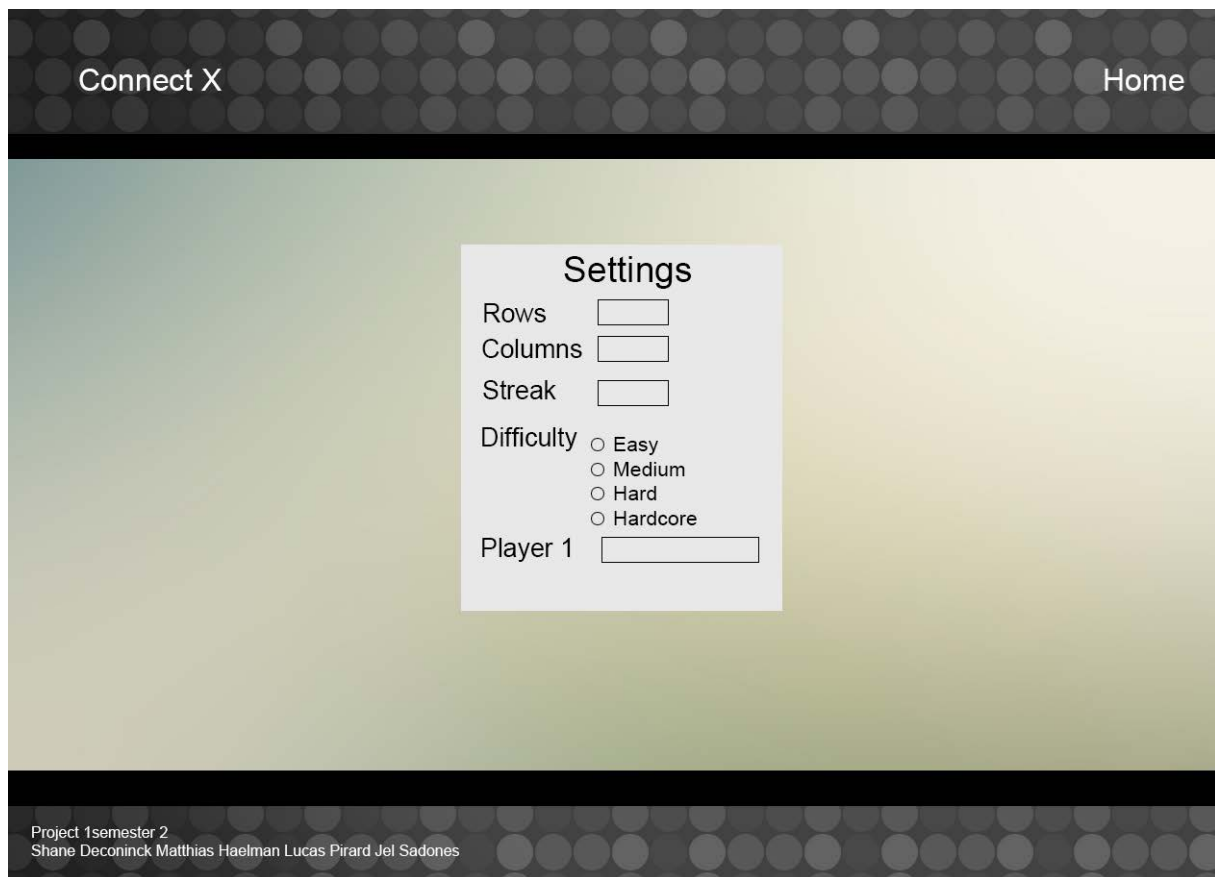 Connect X
Home
Settings
Rows
Columns
Streak
Difficulty
Easy
Medium
Hard
Hardcore
Player 1
Project 1semester 2
Shane Deconinck Matthias Haelman Lucas Pirard Jel Sadones